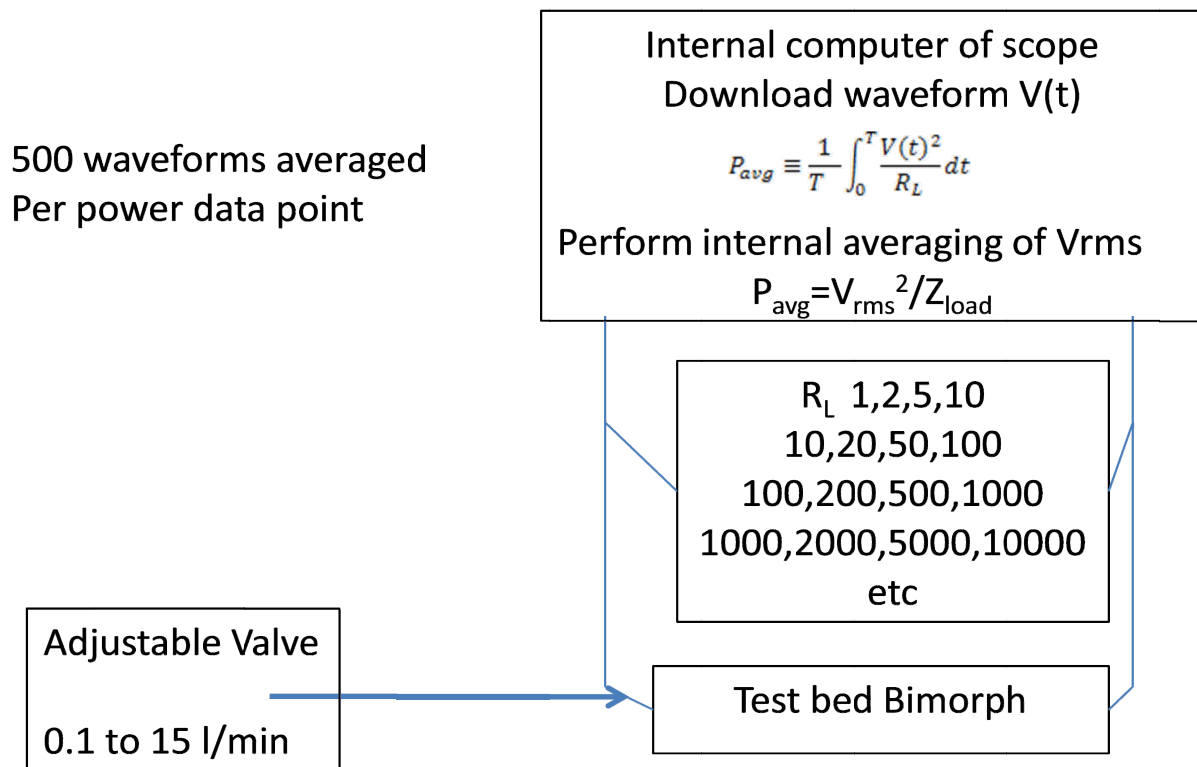 Internal computer of scope
Download waveform V(t)
P_avg ≡ 1/T ∫_0^T V(t)^2/R_L dt
Perform internal averaging of Vrms
P_avg=V_rms^2/Z_load
500 waveforms averaged
Per power data point
R_L 1,2,5,10
10,20,50,100
100,200,500,1000
1000,2000,5000,10000
etc
Adjustable Valve
0.1 to 15 l/min
Test bed Bimorph